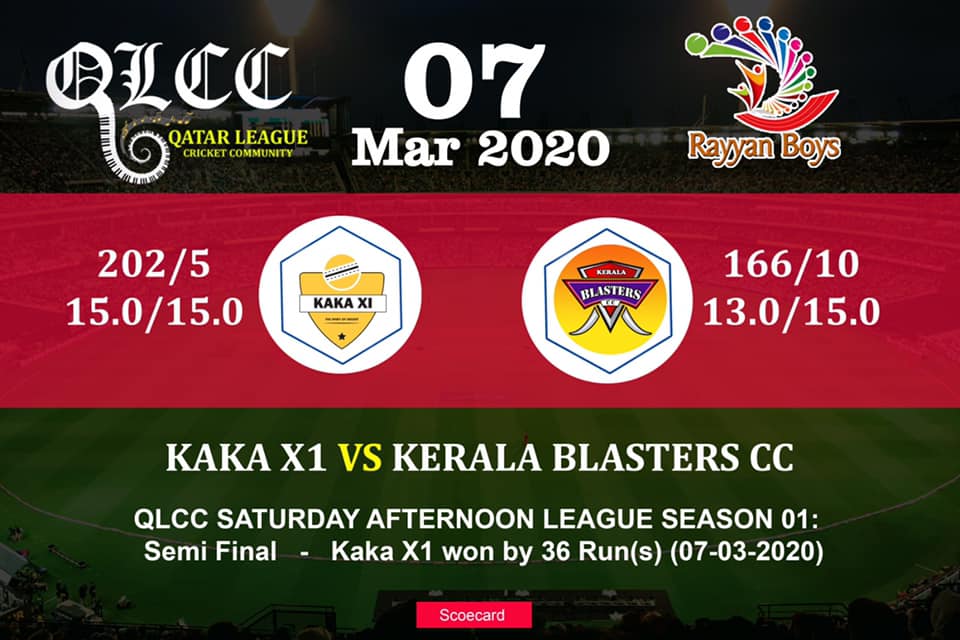 QLCC
QATAR LEAGUE
CRICKET COMMUNITY
07
Mar 2020
Rayyan Boys
202/5
15.0/15.0
KAKA XI
KERALA
BLASTERS
CC
166/10
13.0/15.0
KAKA X1 VS KERALA BLASTERS CC
QLCC SATURDAY AFTERNOON LEAGUE SEASON 01:
Semi Final - Kaka X1 won by 36 Run(s) (07-03-2020)
Scoecard